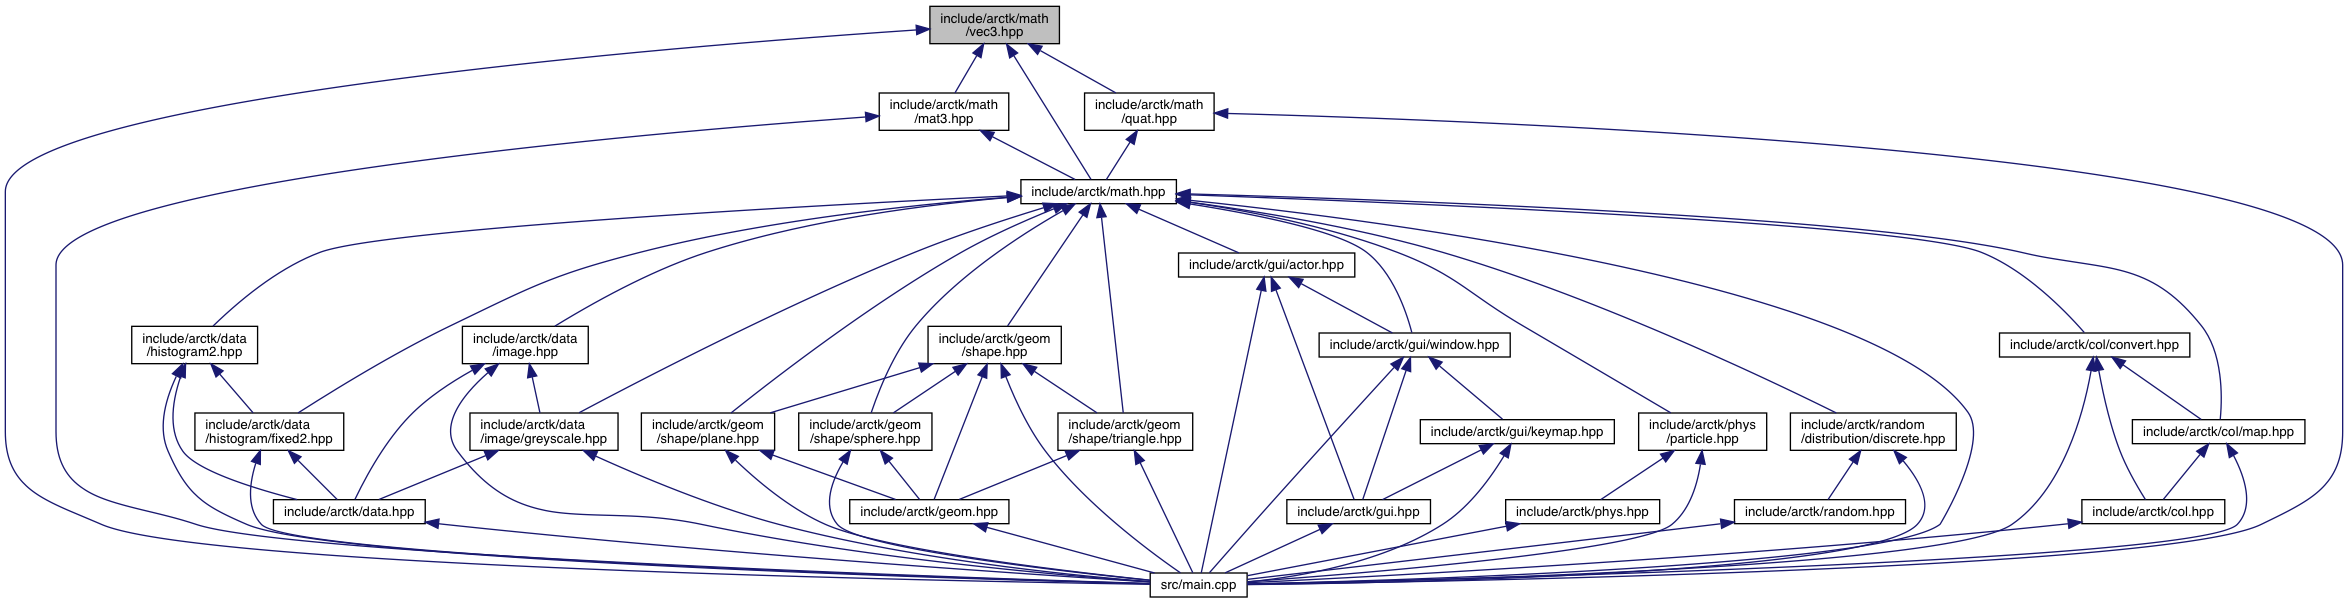 include/arctk/math
/vec3.hpp
include/arctk/math
/mat3.hpp
include/arctk/math
/quat.hpp
include/arctk/math.hpp
include/arctk/gui/actor.hpp
include/arctk/data
/histogram2.hpp
include/arctk/data
/image.hpp
include/arctk/geom
/shape.hpp
include/arctk/gui/window.hpp
include/arctk/col/convert.hpp
include/arctk/data
/histogram/fixed2.hpp
include/arctk/data
/image/greyscale.hpp
include/arctk/geom
/shape/plane.hpp
include/arctk/geom
/shape/sphere.hpp
include/arctk/geom
/shape/triangle.hpp
include/arctk/gui/keymap.hpp
include/arctk/phys
/particle.hpp
include/arctk/random
/distribution/discrete.hpp
include/arctk/col/map.hpp
include/arctk/data.hpp
include/arctk/geom.hpp
include/arctk/gui.hpp
include/arctk/phys.hpp
include/arctk/random.hpp
include/arctk/col.hpp
src/main.cpp